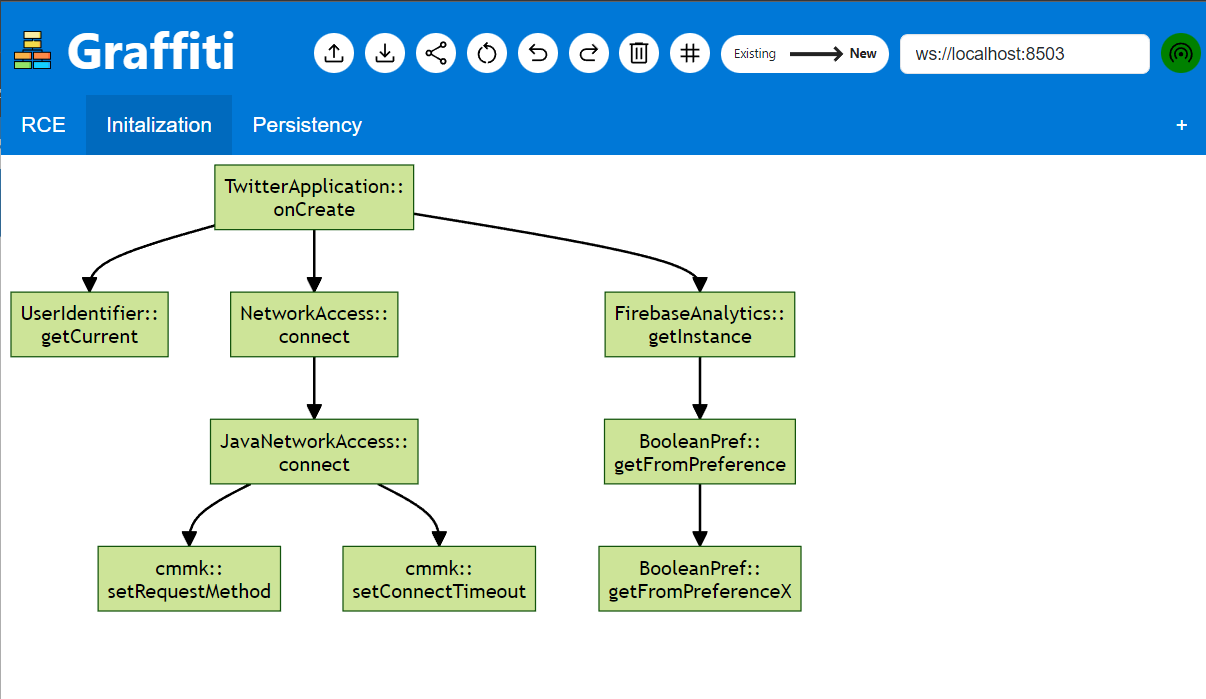 Graffiti
Existing
New
ws://localhost:8503
RCE
Initalization
Persistency
+
TwitterApplication::
onCreate
UserIdentifier::
getCurrent
NetworkAccess::
connect
FirebaseAnalytics::
getInstance
JavaNetworkAccess::
connect
BooleanPref::
getFromPreference
cmmk::
setRequestMethod
cmmk::
setConnectTimeout
BooleanPref::
getFromPreferenceX